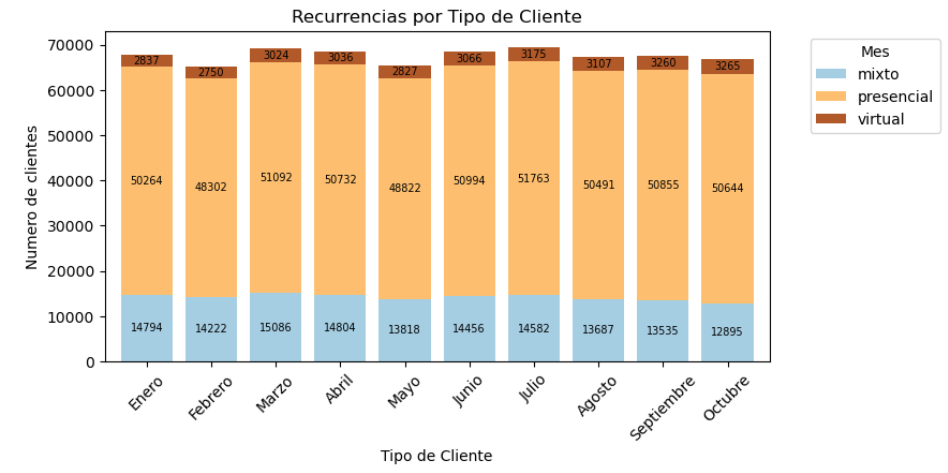 Recurrencias por Tipo de Cliente
Numero de clientes
70000
60000
50000
40000
30000
20000
10000
0
2837 2750 3024 3036 2827 3066 3175 3107 3260 3265
50264 48302 51092 50732 48822 50994 51763 50491 50855 50644
14794 14222 15086 14804 13818 14456 14582 13687 13535 12895
Enero Febrero Marzo Abril Mayo Junio Julio Agosto Septiembre Octubre
Tipo de Cliente
Mes
mixto
presencial
virtual